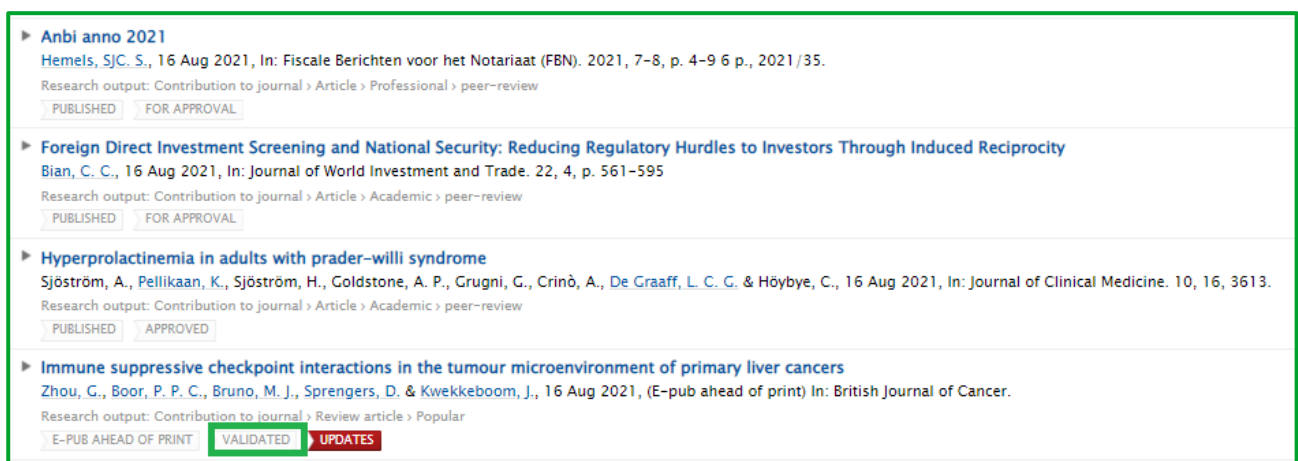 Anbi anno 2021
Hemels, SJC. S., 16 Aug 2021, In: Fiscale Berichten voor het Notariaat (FBN). 2021, 7-8, p. 4-9 6 p., 2021/35.
Research output: Contribution to journal › Article › Professional › peer-review
PUBLISHED FOR APPROVAL
Foreign Direct Investment Screening and National Security: Reducing Regulatory Hurdles to Investors Through Induced Reciprocity
Bian, C. C., 16 Aug 2021, In: Journal of World Investment and Trade. 22, 4, p. 561-595
Research output: Contribution to journal › Article › Academic › peer-review
PUBLISHED FOR APPROVAL
Hyperprolactinemia in adults with prader-willi syndrome
Sjöström, A., Pellikaan, K., Sjöström, H., Goldstone, A. P., Grugni, G., Crinò, A., De Graaff, L. C. G. & Höybye, C., 16 Aug 2021, In: Journal of Clinical Medicine. 10, 16, 3613.
Research output: Contribution to journal › Article › Academic › peer-review
PUBLISHED APPROVED
Immune suppressive checkpoint interactions in the tumour microenvironment of primary liver cancers
Zhou, G., Boor, P. P. C., Bruno, M. J., Sprengers, D. & Kwekkeboom, J., 16 Aug 2021, (E-pub ahead of print) In: British Journal of Cancer.
Research output: Contribution to journal › Review article › Popular
E-PUB AHEAD OF PRINT VALIDATED UPDATES